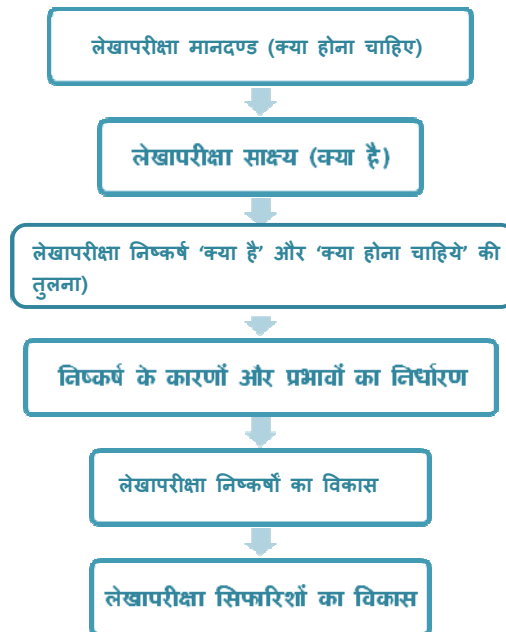 लेखापरीक्षा मानदण्ड (क्या होना चाहिए)
लेखापरीक्षा साक्ष्य (क्या है)
लेखापरीक्षा निष्कर्ष ‘क्या है’ और ‘क्या होना चाहिये’ की
तुलना)
निष्कर्ष के कारणों और प्रभावों का निर्धारण
लेखापरीक्षा निष्कर्षों का विकास
लेखापरीक्षा सिफारिशों का विकास